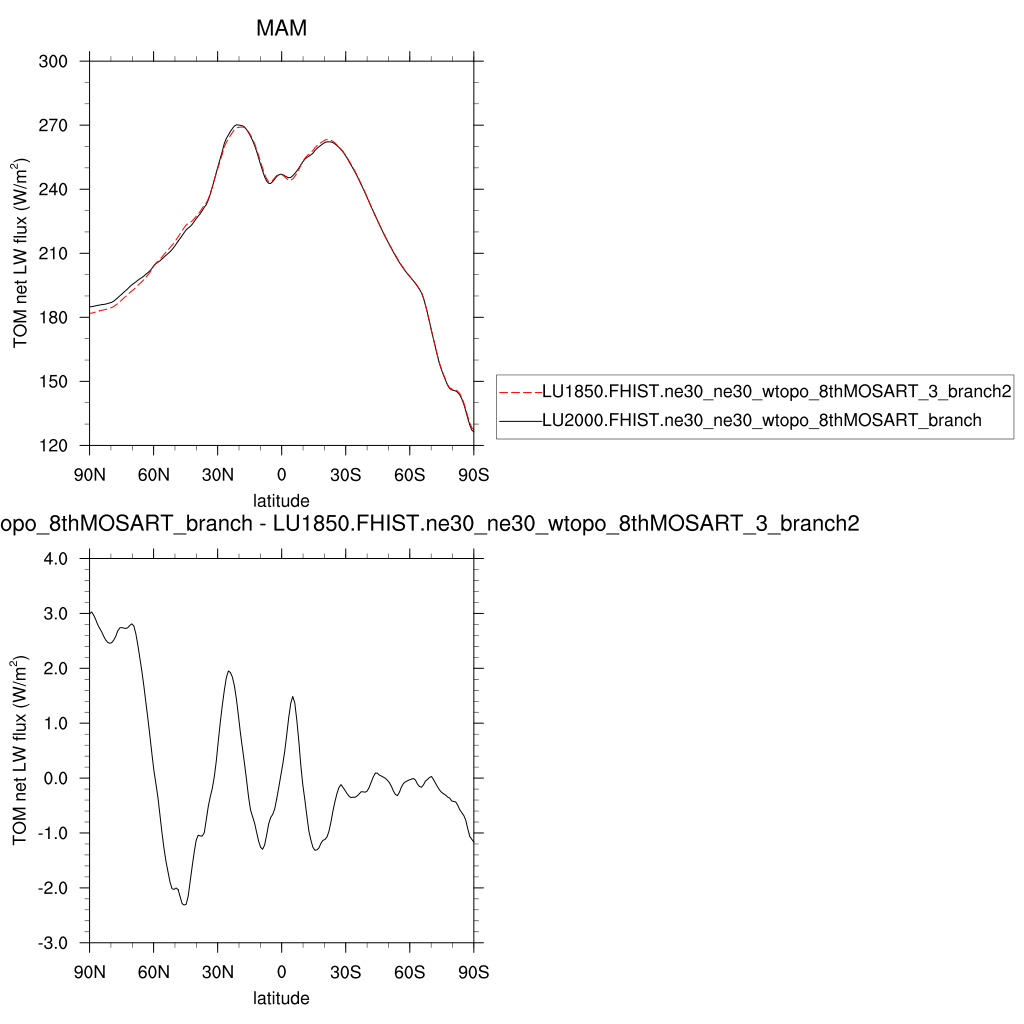 MAM
300
270
240
210
180
150
120
TOM net LW flux (W/m²)
90N 60N 30N 0 30S 60S 90S
latitude
LU1850.FHIST.ne30_ne30_wtopo_8thMOSART_3_branch2
LU2000.FHIST.ne30_ne30_wtopo_8thMOSART_branch
opo_8thMOSART_branch - LU1850.FHIST.ne30_ne30_wtopo_8thMOSART_3_branch2
4.0
3.0
2.0
1.0
0.0
-1.0
-2.0
-3.0
TOM net LW flux (W/m²)
90N 60N 30N 0 30S 60S 90S
latitude